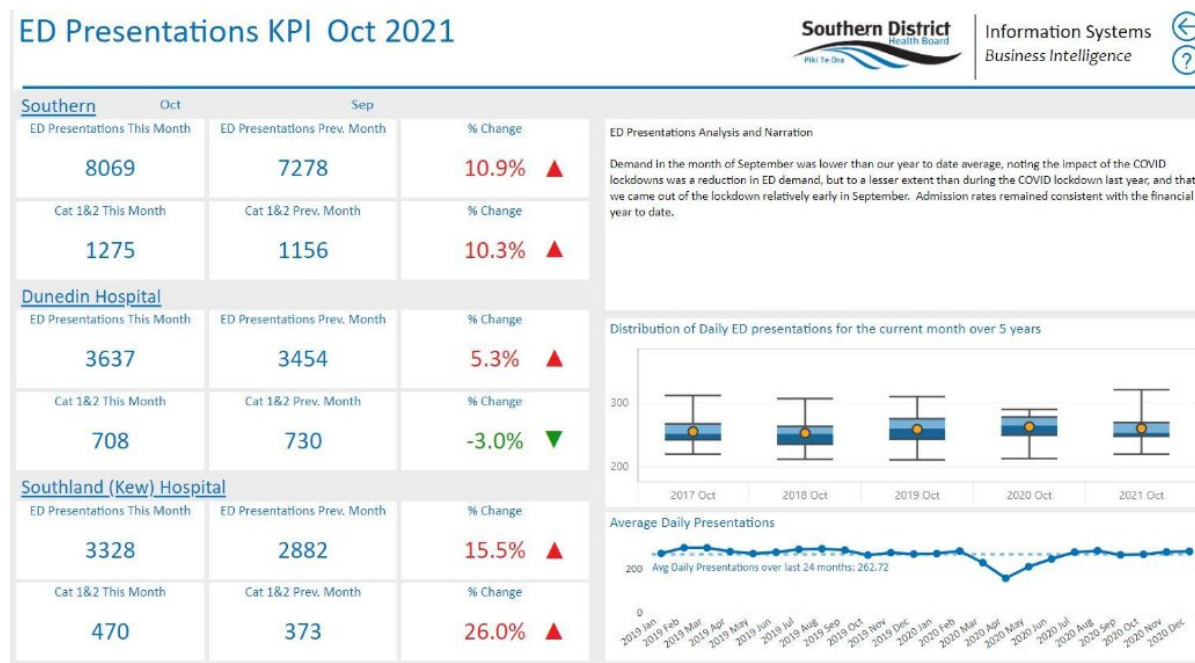 ED Presentations KPI Oct 2021
Southern District
Health Board
Piki Te Ora
Information Systems
Business Intelligence
?
Southern Oct Sep
ED Presentations This Month ED Presentations Prev. Month % Change
8069 7278 10.9%
Cat 1&2 This Month Cat 1&2 Prev. Month % Change
1275 1156 10.3%
Dunedin Hospital
ED Presentations This Month ED Presentations Prev. Month % Change
3637 3454 5.3%
Cat 1&2 This Month Cat 1&2 Prev. Month % Change
708 730 -3.0%
Southland (Kew) Hospital
ED Presentations This Month ED Presentations Prev. Month % Change
3328 2882 15.5%
Cat 1&2 This Month Cat 1&2 Prev. Month % Change
470 373 26.0%
ED Presentations Analysis and Narration
Demand in the month of September was lower than our year to date average, noting the impact of the COVID
lockdowns was a reduction in ED demand, but to a lesser extent than during the COVID lockdown last year, and that
we came out of the lockdown relatively early in September. Admission rates remained consistent with the financial
year to date.
Distribution of Daily ED presentations for the current month over 5 years
300
200
2017 Oct 2018 Oct 2019 Oct 2020 Oct 2021 Oct
Average Daily Presentations
200 Avg Daily Presentations over last 24 months: 262.72
0
2019 Jan 2019 Feb 2019 Mar 2019 Apr 2019 May 2019 Jun 2019 Jul 2019 Aug 2019 Sep 2019 Oct 2019 Nov 2019 Dec 2020 Jan 2020 Feb 2020 Mar 2020 Apr 2020 May 2020 Jun 2020 Jul 2020 Aug 2020 Sep 2020 Oct 2020 Nov 2020 Dec